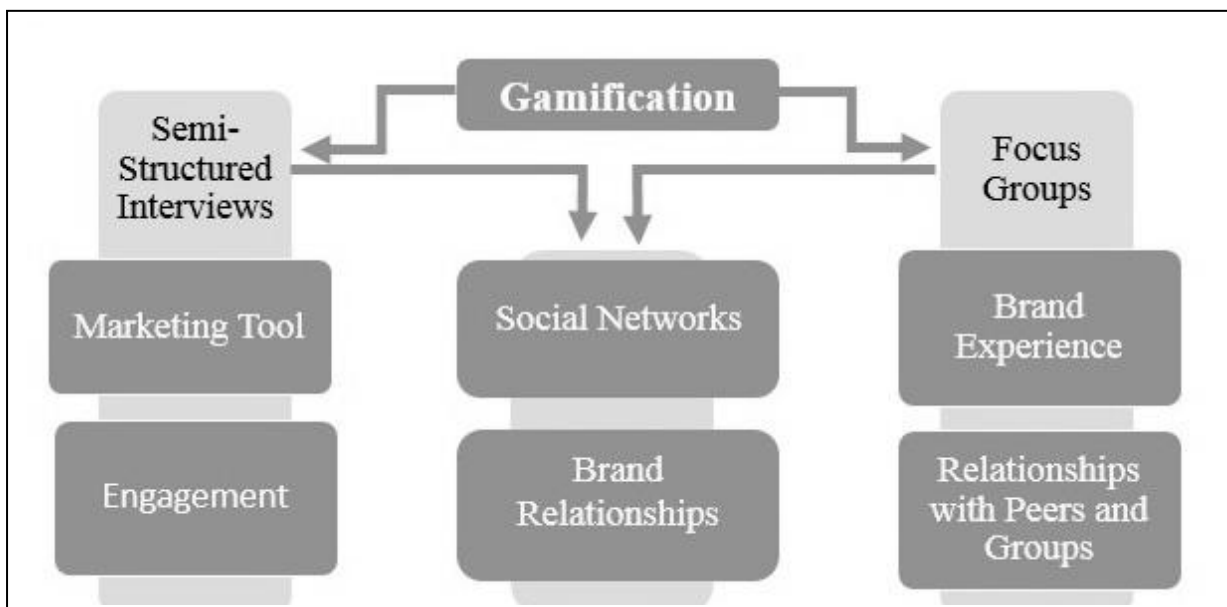 Gamification
Semi-
Structured
Interviews
Focus
Groups
Marketing Tool
Social Networks
Brand
Experience
Engagement
Brand
Relationships
Relationships
with Peers and
Groups